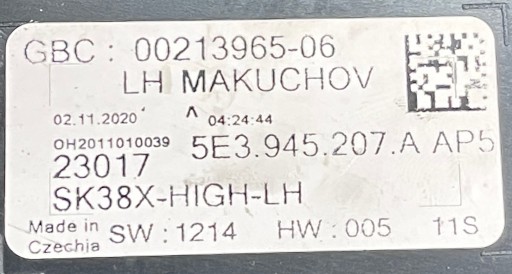 GBC : 00213965-06
LH MAKUCHOV
02.11.2020 ^ 04:24:44
OH2011010039 5E3.945.207.A AP5
23017
SK38X-HIGH-LH
Made in Czechja SW : 1214 HW : 005 11S